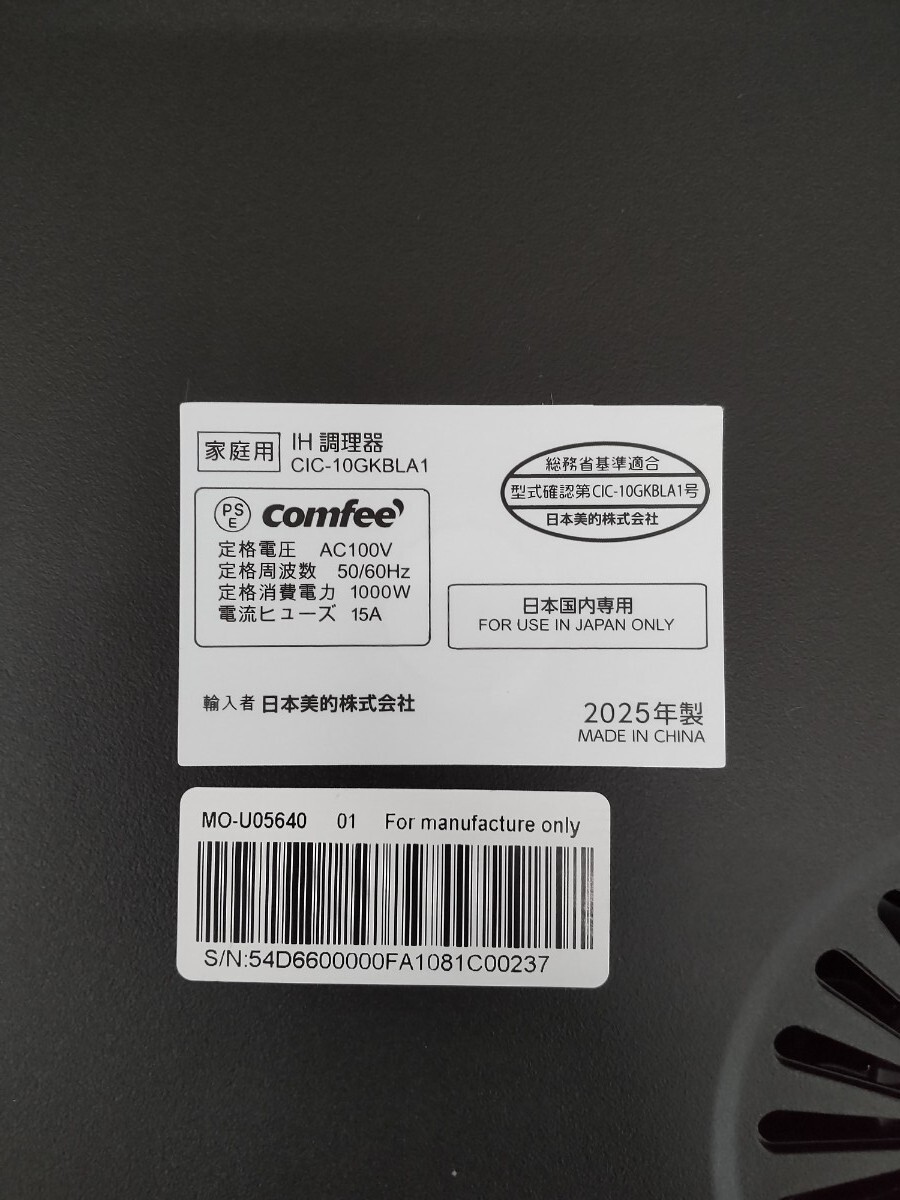 家庭用
IH 調理器
CIC-10GKBLA1
PS
E
comfee'
定格電圧 AC100V
定格周波数 50/60Hz
定格消費電力 1000W
電流ヒューズ 15A
総務省基準適合
型式確認第CIC-10GKBLA1号
日本美的株式会社
日本国内専用
FOR USE IN JAPAN ONLY
輸入者 日本美的株式会社
2025年製
MADE IN CHINA
MO-U05640 01 For manufacture only
S/N:54D6600000FA1081C00237